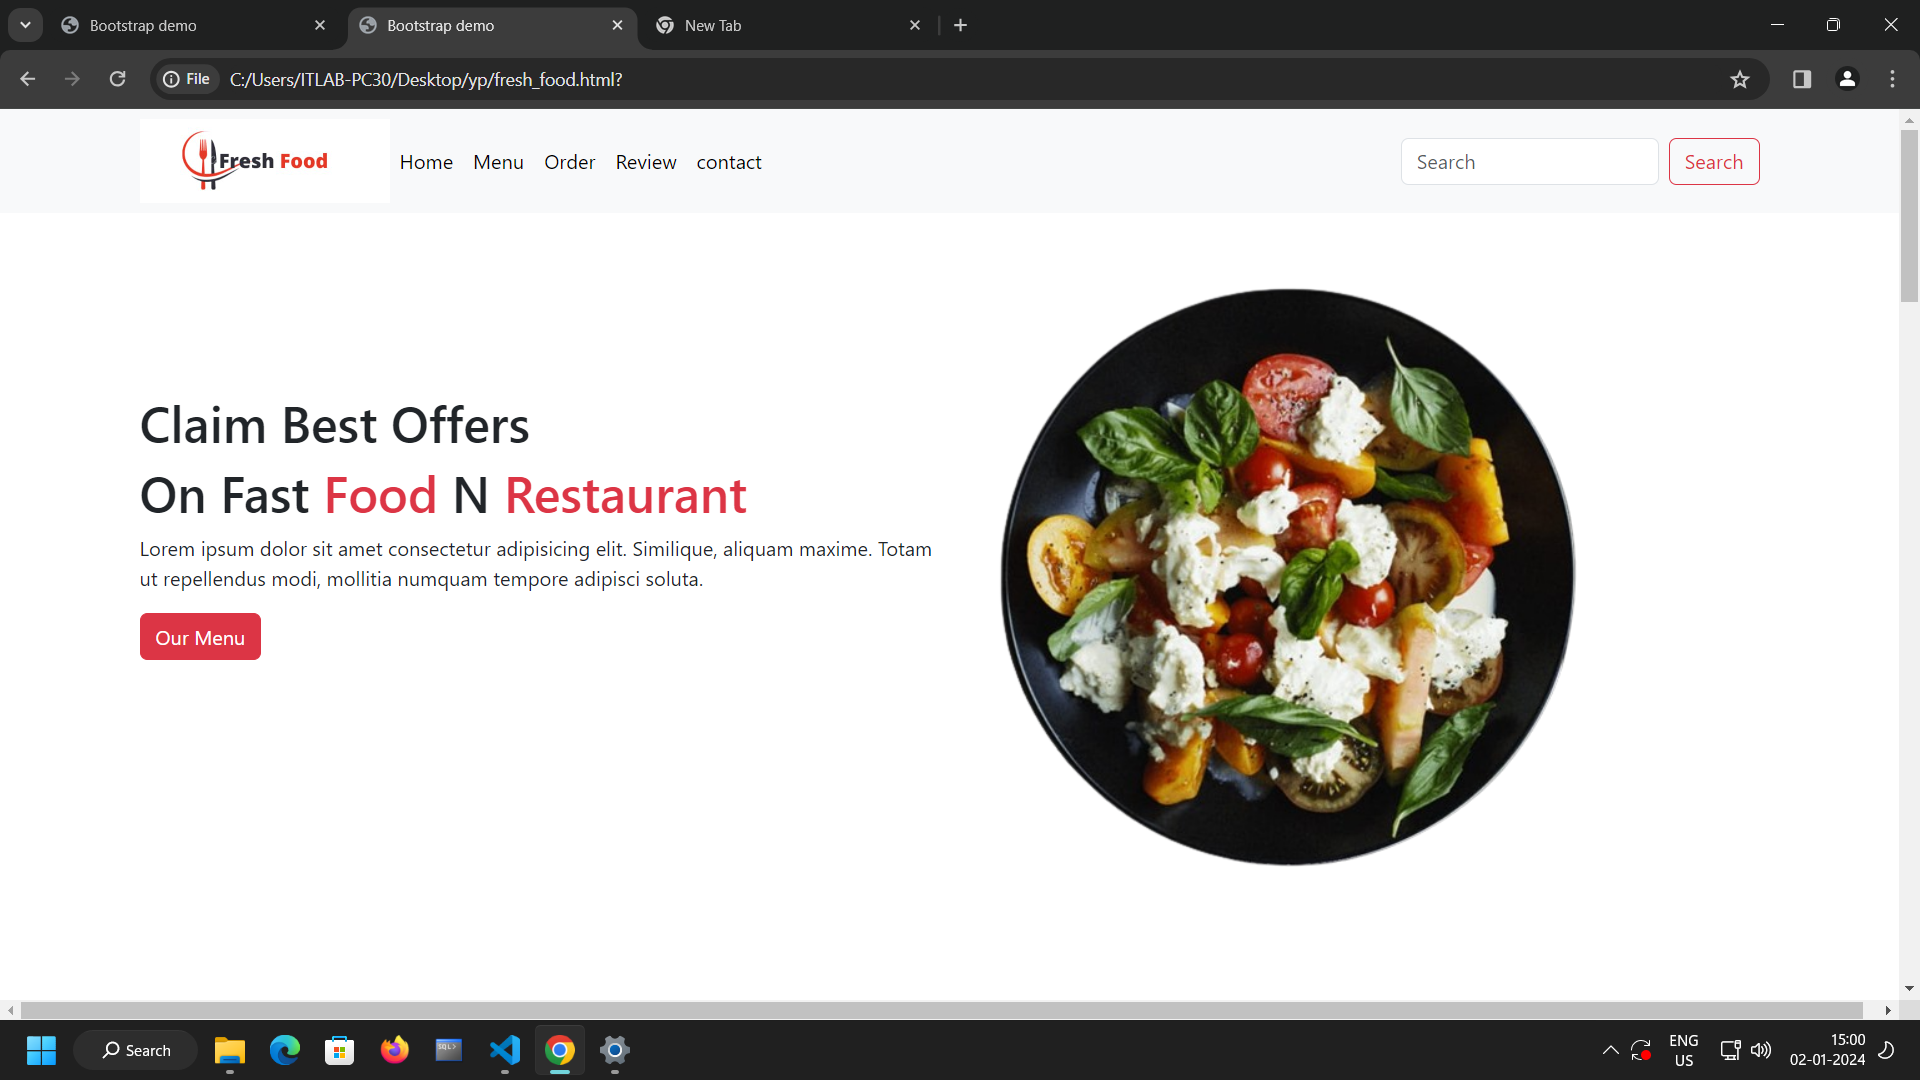 Bootstrap demo
Bootstrap demo
New Tab
File
C:/Users/ITLAB-PC30/Desktop/yp/fresh_food.html?
Fresh Food
Home
Menu
Order
Review
contact
Search
Search
Claim Best Offers
On Fast Food N Restaurant
Lorem ipsum dolor sit amet consectetur adipisicing elit. Similique, aliquam maxime. Totam
ut repellendus modi, mollitia numquam tempore adipisci soluta.
Our Menu
Search
SQL>
ENG
US
15:00
02-01-2024